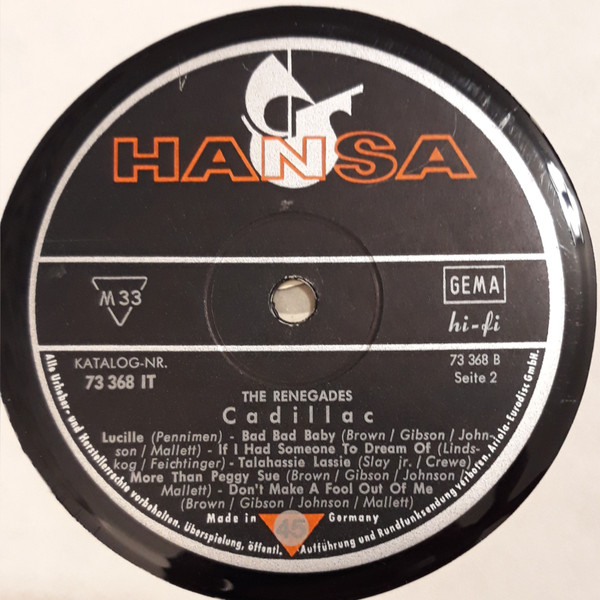 HANSA
M 33
GEMA
hi-fi
KATALOG-NR.
73 368 IT
73 368 B
Seite 2
THE RENEGADES
Cadillac
Lucille (Pennimen) - Bad Bad Baby (Brown / Gibson / John-
son / Mallett) - If I Had Someone To Dream Of (Linds-
kog / Feichtinger) - Talahassie Lassie (Slay jr. / Crewe)
More Than Peggy Sue (Brown / Gibson / Johnson
Mallett) - Don't Make A Fool Out Of Me
(Brown / Gibson / Johnson / Mallett)
Made in Germany
45
Alle Urheber- und Herstellerrechte vorbehalten. Überspielung, öffentl. Aufführung und Rundfunksendung verboten. Ariola-Eurodisc GmbH.